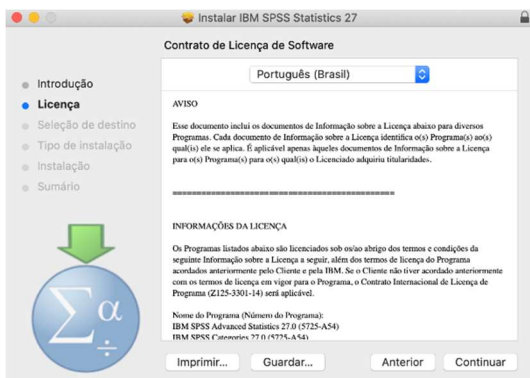 Instalar IBM SPSS Statistics 27
Contrato de Licença de Software
Introdução
Licença
Seleção de destino
Tipo de instalação
Instalação
Sumário
Português (Brasil)
AVISO
Esse documento inclui os documentos de Informação sobre a Licença abaixo para diversos
Programas. Cada documento de Informação sobre a Licença identifica o(s) Programa(s) ao(s)
qual(is) ele se aplica. É aplicável apenas àqueles documentos de Informação sobre a Licença
para o(s) Programa(s) para o(s) qual(is) o Licenciado adquiriu titularidades.
==============================================
INFORMAÇÕES DA LICENÇA
Os Programas listados abaixo são licenciados sob os/ao abrigo dos termos e condições da
seguinte Informação sobre a Licença a seguir, além dos termos de licença do Programa
acordados anteriormente pelo Cliente e pela IBM. Se o Cliente não tiver acordado anteriormente
com os termos de licença em vigor para o Programa, o Contrato Internacional de Licença de
Programa (Z125-3301-14) será aplicável.
Nome do Programa (Número do Programa):
IBM SPSS Advanced Statistics 27.0 (5725-A54)
IBM SPSS Categories 27.0 (5725-A54)
Σ α ÷
Imprimir... Guardar... Anterior Continuar